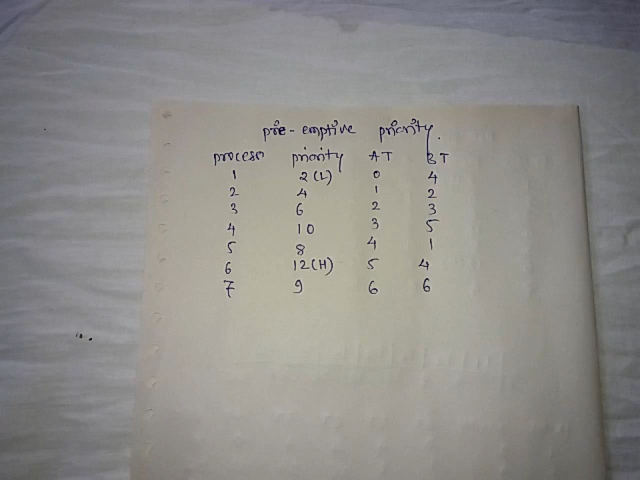 pre-emptive priority.
process priority AT BT
1 2(L) 0 4
2 4 1 2
3 6 2 3
4 10 3 5
5 8 4 1
6 12(H) 5 4
7 9 6 6